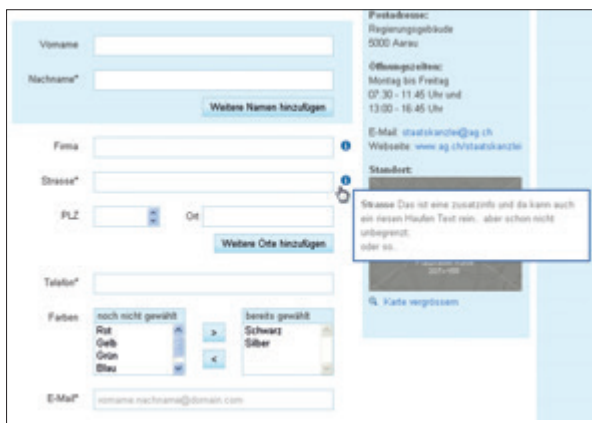 Vorname
Nachname*
Weitere Namen hinzufügen
Firma
Strasse*
PLZ
Ort
Weitere Orte hinzufügen
Telefon*
Farben
noch nicht gewählt
Rot
Gelb
Grün
Blau
>
<
bereits gewählt
Schwarz
Silber
E-Mail*
vorname.nachname@domain.com
Postadresse:
Regierungsgebäude
5000 Aarau
Öffnungszeiten:
Montag bis Freitag
07:30 - 11:45 Uhr und
13:00 - 16:45 Uhr
E-Mail: staatskanzlei@ag.ch
Webseite: www.ag.ch/staatskanzlei
Standort:
Strasse Das ist eine zusatzinfo und da kann auch
ein riesen Haufen Text rein.. aber schon nicht
unbegrenzt.
oder so..
Karte vergrössern